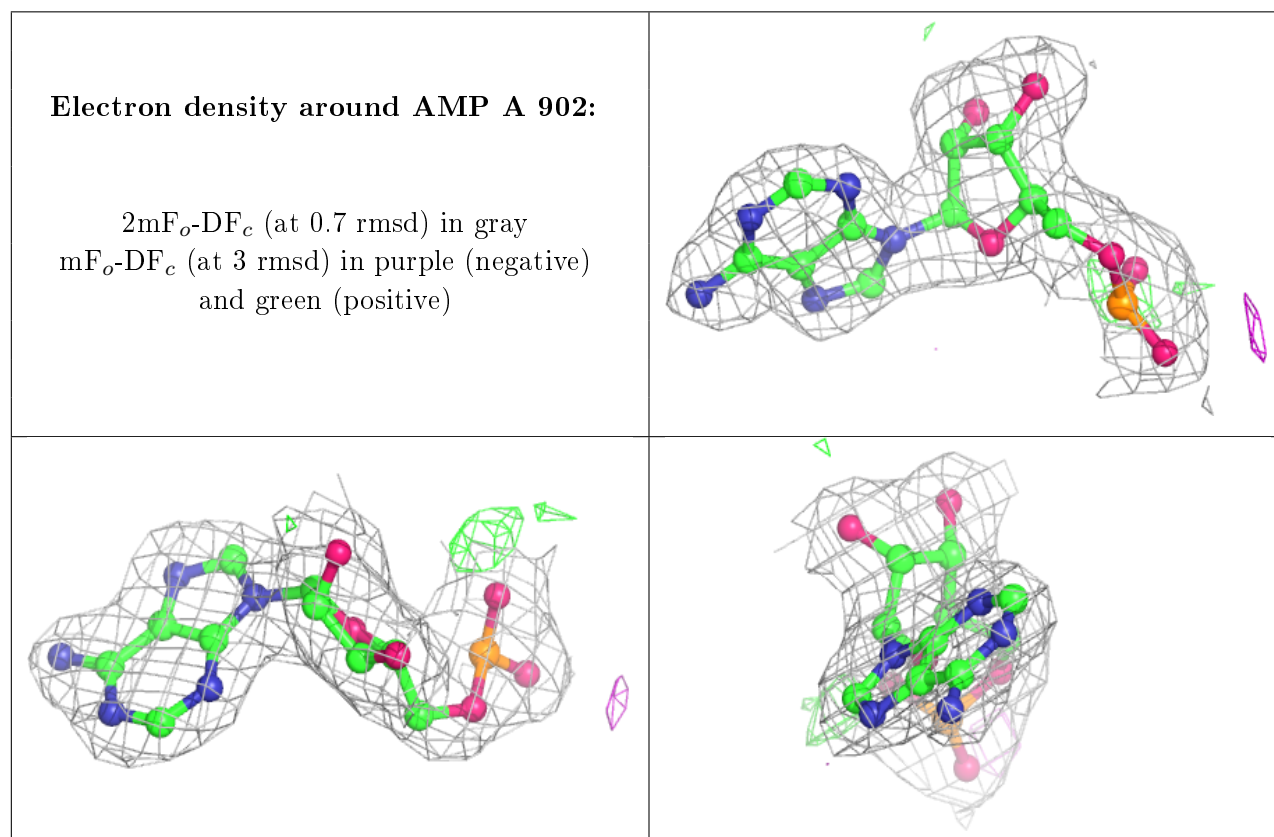 Electron density around AMP A 902:
2mFo-DFc (at 0.7 rmsd) in gray
mFo-DFc (at 3 rmsd) in purple (negative)
and green (positive)